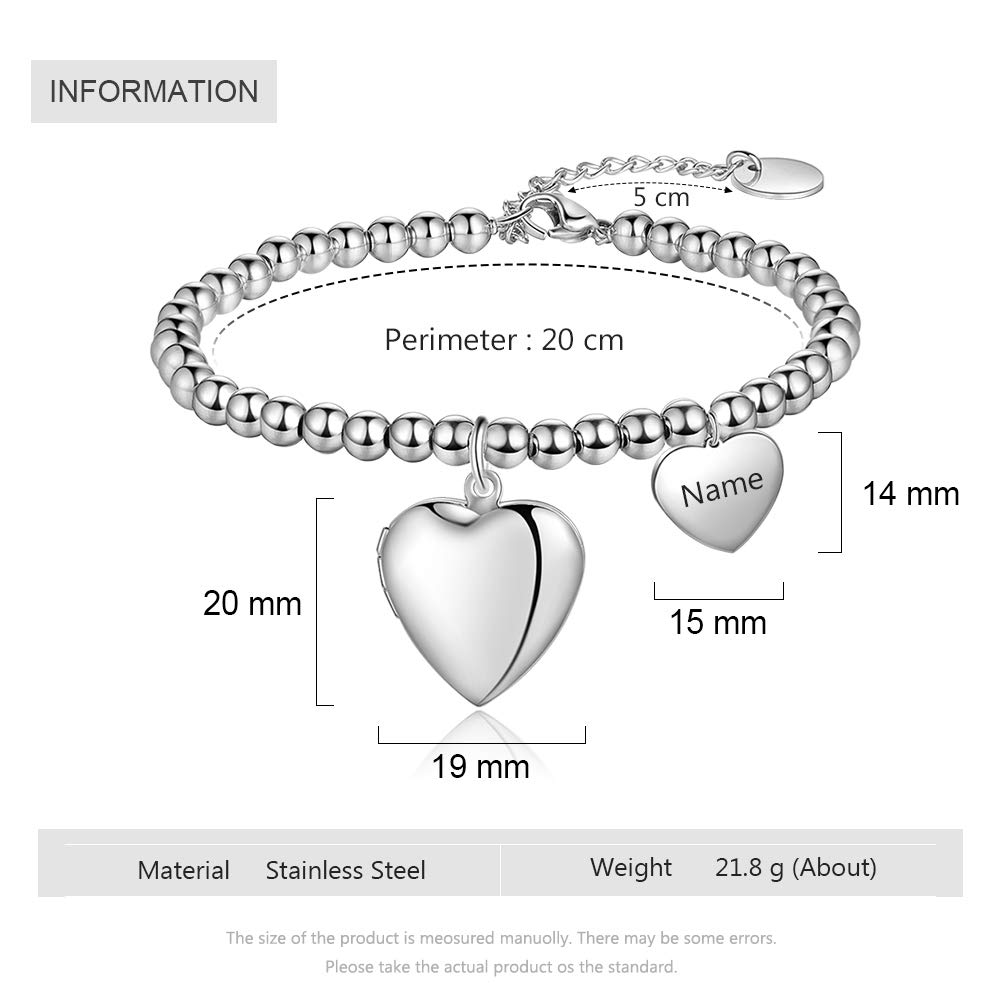 INFORMATION
5 cm
Perimeter : 20 cm
Name
14 mm
20 mm
15 mm
19 mm
Material Stainless Steel Weight 21.8 g (About)
The size of the product is meosured manuolly. There may be some errors.
Pleose take the actual product os the standard.